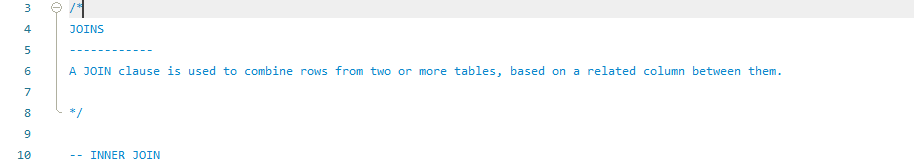 3 /*
4 JOINS
5 ------------
6 A JOIN clause is used to combine rows from two or more tables, based on a related column between them.
7
8 */
9
10 -- INNER JOIN